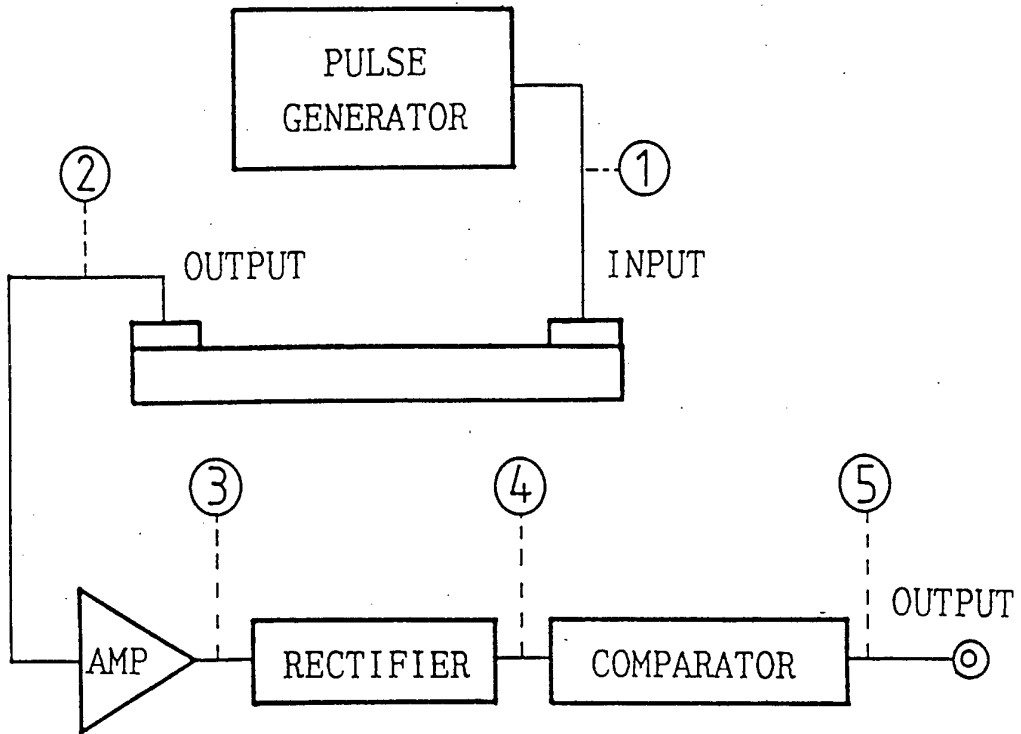 PULSE
GENERATOR
1
2
OUTPUT
INPUT
3
4
5
OUTPUT
AMP
RECTIFIER
COMPARATOR